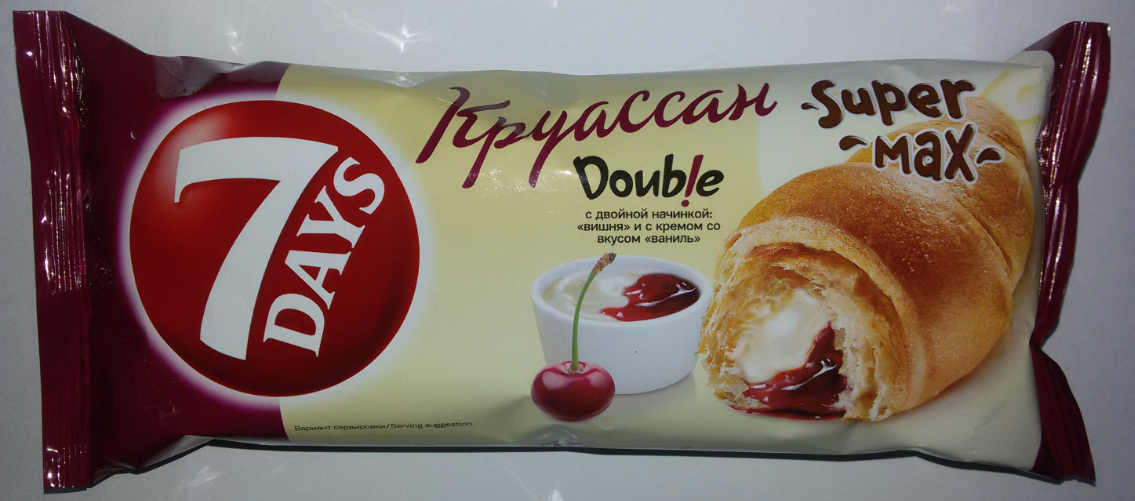 7
DAYS
Круассан
Super
max
Double
с двойной начинкой:
«вишня» и с кремом со
вкусом «ваниль»
Вариант сервировки/Serving suggestion